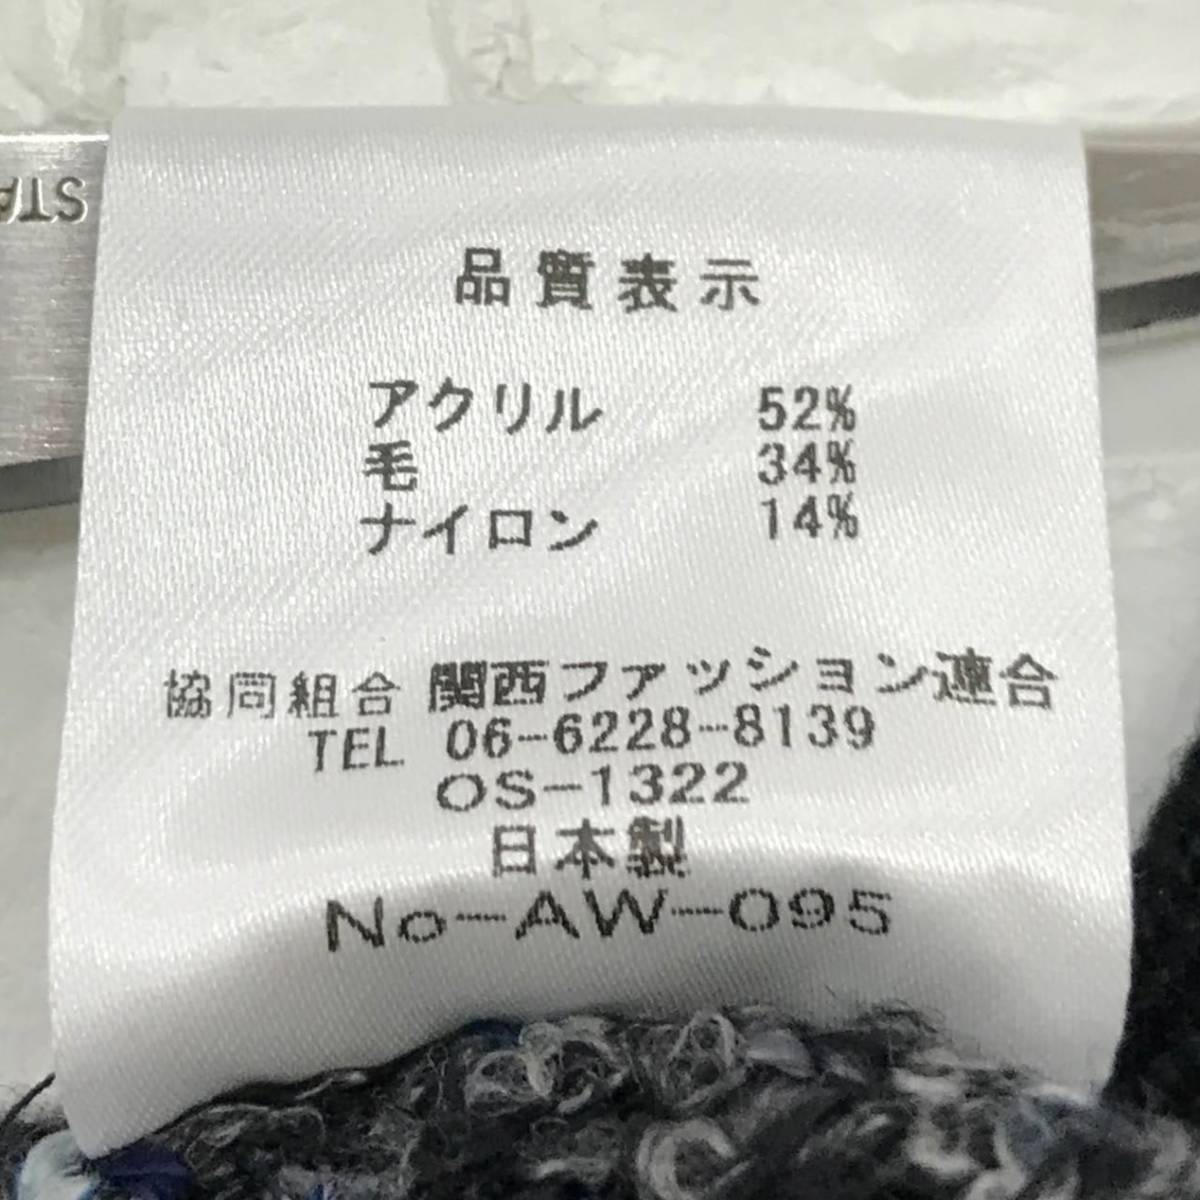 STA
品質表示
アクリル 52%
毛 34%
ナイロン 14%
協同組合 関西ファッション連合
TEL 06-6228-8139
OS-1322
日本製
No-AW-095